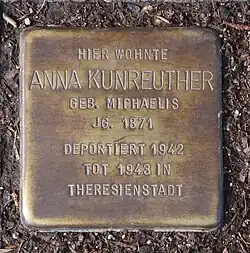 HIER WOHNTE
ANNA KUNREUTHER
GEB. MICHAELIS
JG. 1871
DEPORTIERT 1942
TOT 1943 IN
THERESIENSTADT